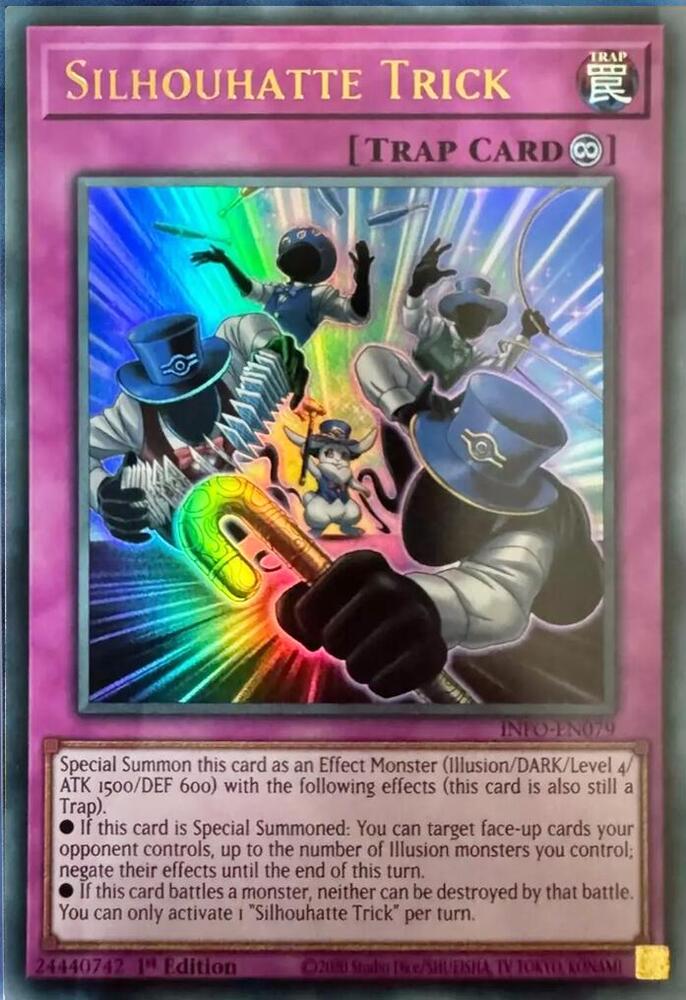 SILHOUHATTE TRICK
TRAP
罠
[TRAP CARD♾]
INFO-EN079
Special Summon this card as an Effect Monster (Illusion/DARK/Level 4/
ATK 1500/DEF 600) with the following effects (this card is also still a
Trap).
● If this card is Special Summoned: You can target face-up cards your
opponent controls, up to the number of Illusion monsters you control;
negate their effects until the end of this turn.
● If this card battles a monster, neither can be destroyed by that battle.
You can only activate 1 "Silhouhatte Trick" per turn.
24440742 1st Edition ©2020 Studio Dice/SHUEISHA, TV TOKYO, KONAMI